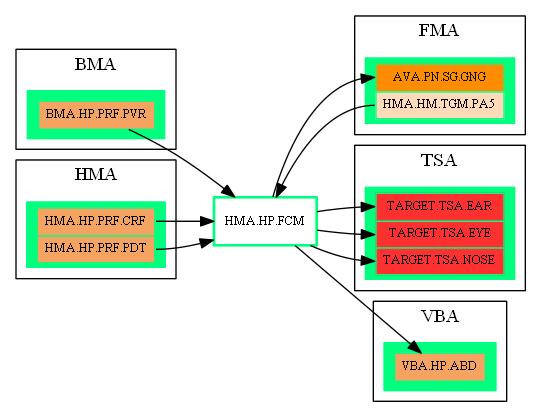 BMA
BMA.HP.PRF.PVR
HMA
HMA.HP.PRF.CRF
HMA.HP.PRF.PDT
HMA.HP.FCM
FMA
AVA.PN.SG.GNG
HMA.HM.TGM.PA5
TSA
TARGET.TSA.EAR
TARGET.TSA.EYE
TARGET.TSA.NOSE
VBA
VBA.HP.ABD